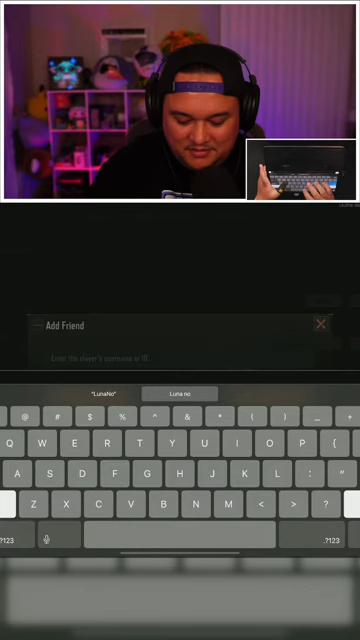 Add Friend
Enter the player's username or ID.
"LunaNo" Luna no
@ # $ % ^ & * ( ) _ +
Q W E R T Y U I O P {
A S D F G H J K L : "
Z X C V B N M < > ?
?123 .?123